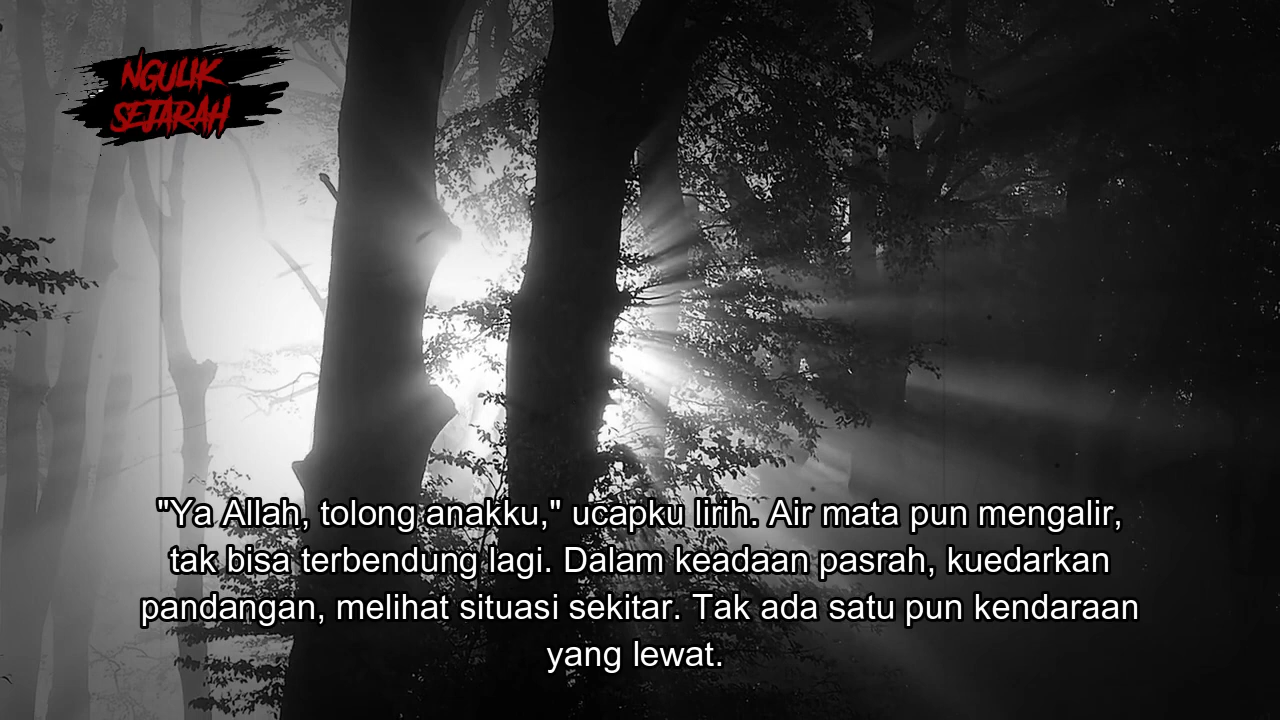 NGULIK
SEJARAH
"Ya Allah, tolong anakku," ucapku lirih. Air mata pun mengalir,
tak bisa terbendung lagi. Dalam keadaan pasrah, kuedarkan
pandangan, melihat situasi sekitar. Tak ada satu pun kendaraan
yang lewat.